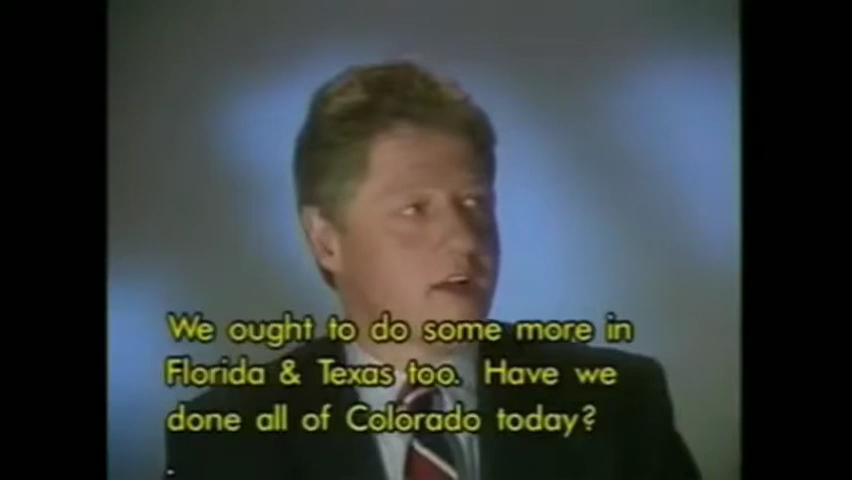 We ought to do some more in
Florida & Texas too. Have we
done all of Colorado today?